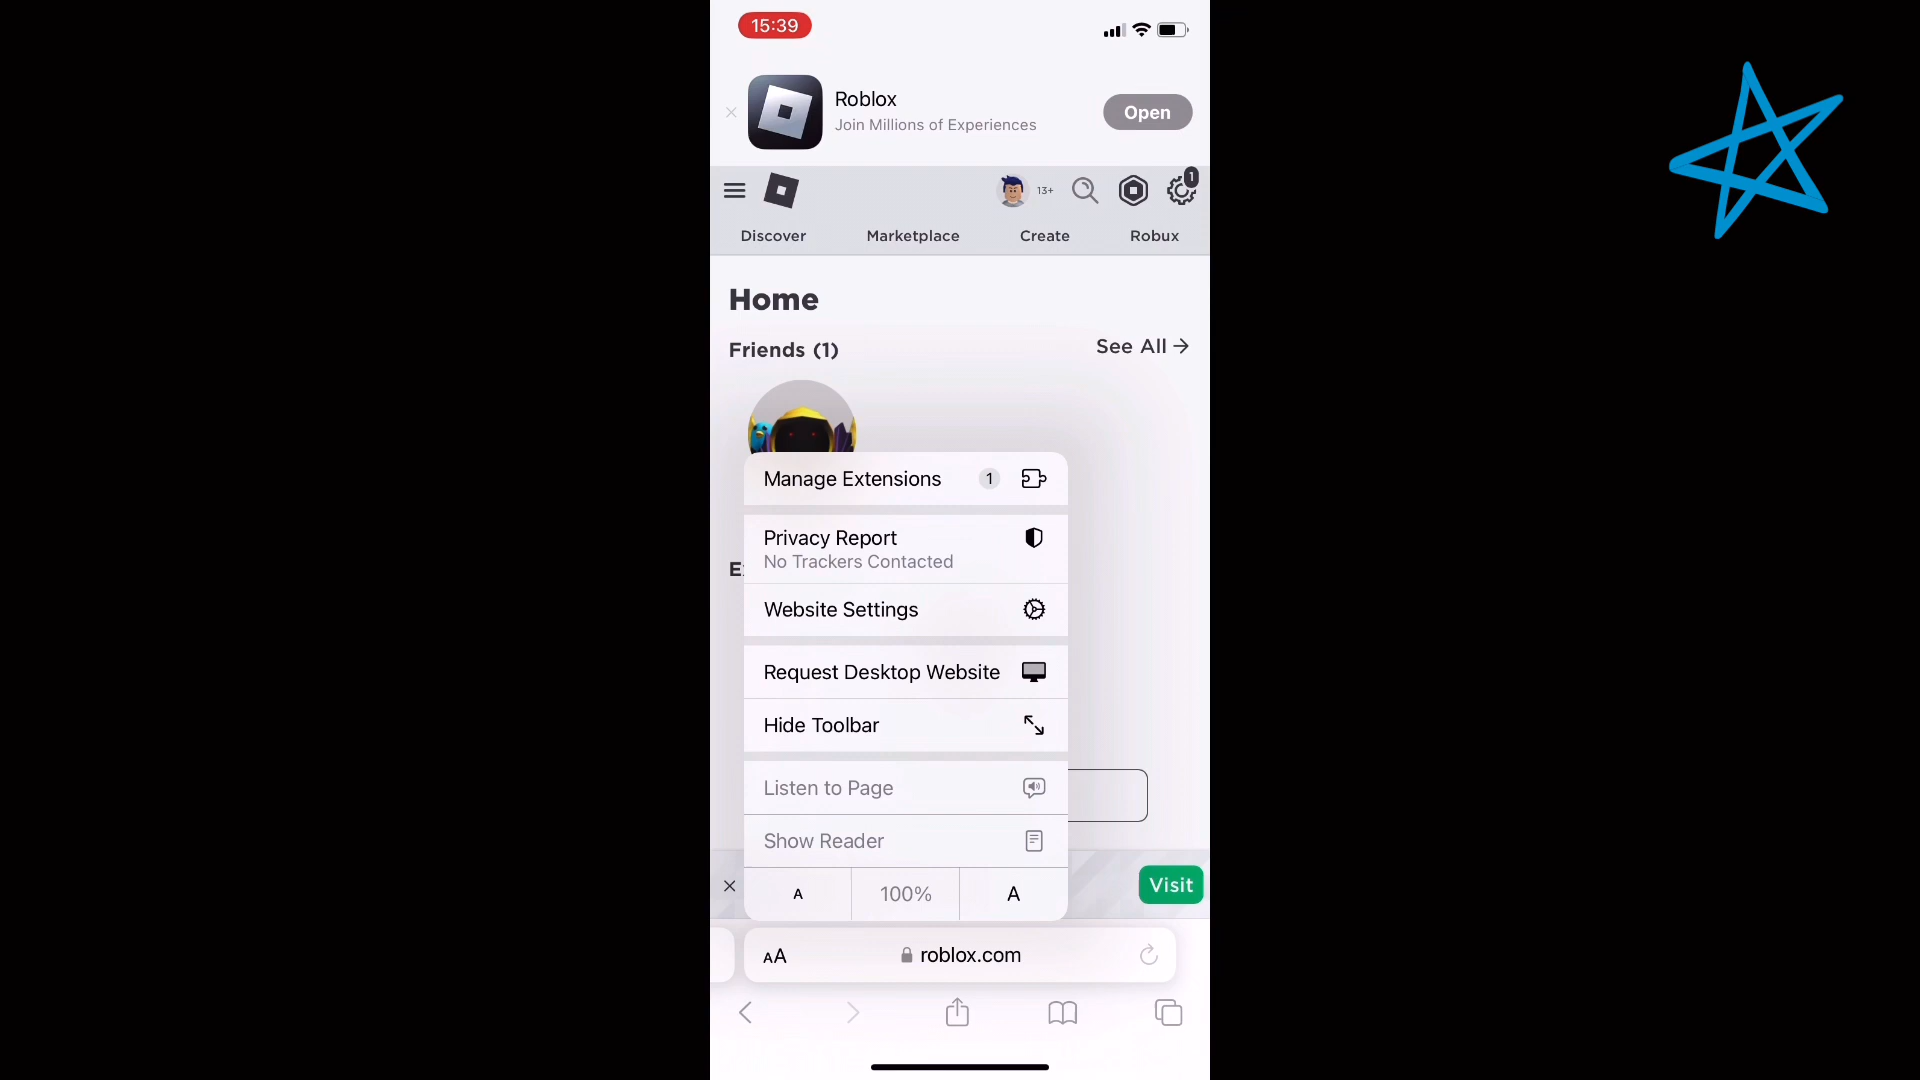 15:39
Roblox
Join Millions of Experiences
Open
13+
1
Discover Marketplace Create Robux
Home
Friends (1)
See All
Manage Extensions 1
Privacy Report
No Trackers Contacted
E
Website Settings
Request Desktop Website
Hide Toolbar
Listen to Page
Show Reader
A 100% A
Visit
AA roblox.com